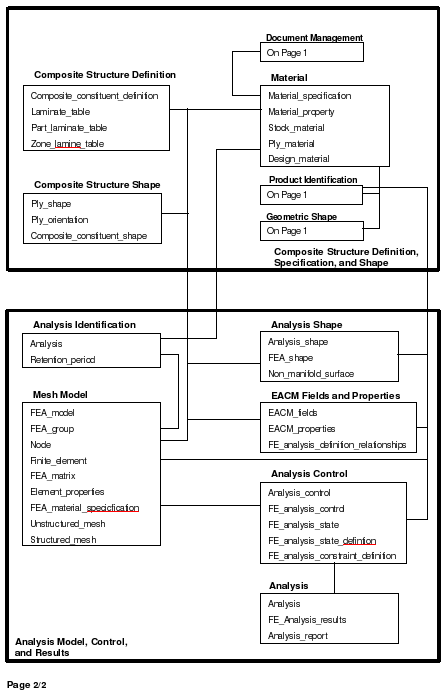 Document Management
On Page 1
Composite Structure Definition
Composite_constituent_definition
Laminate_table
Part_laminate_table
Zone_lamine_table
Material
Material_specification
Material_property
Stock_material
Ply_material
Design_material
Composite Structure Shape
Ply_shape
Ply_orientation
Composite_constituent_shape
Product Identification
On Page 1
Geometric Shape
On Page 1
Composite Structure Definition,
Specification, and Shape
Analysis Identification
Analysis
Retention_period
Analysis Shape
Analysis_shape
FEA_shape
Non_manifold_surface
Mesh Model
FEA_model
FEA_group
Node
Finite_element
FEA_matrix
Element_properties
FEA_material_specicfication
Unstructured_mesh
Structured_mesh
EACM Fields and Properties
EACM_fields
EACM_properties
FE_analysis_definition_relationships
Analysis Control
Analysis_control
FE_analysis_control
FE_analysis_state
FE_analysis_state_defintion
FE_analysis_constraint_definition
Analysis
Analysis
FE_Analysis_results
Analysis_report
Analysis Model, Control,
and Results
Page 2/2